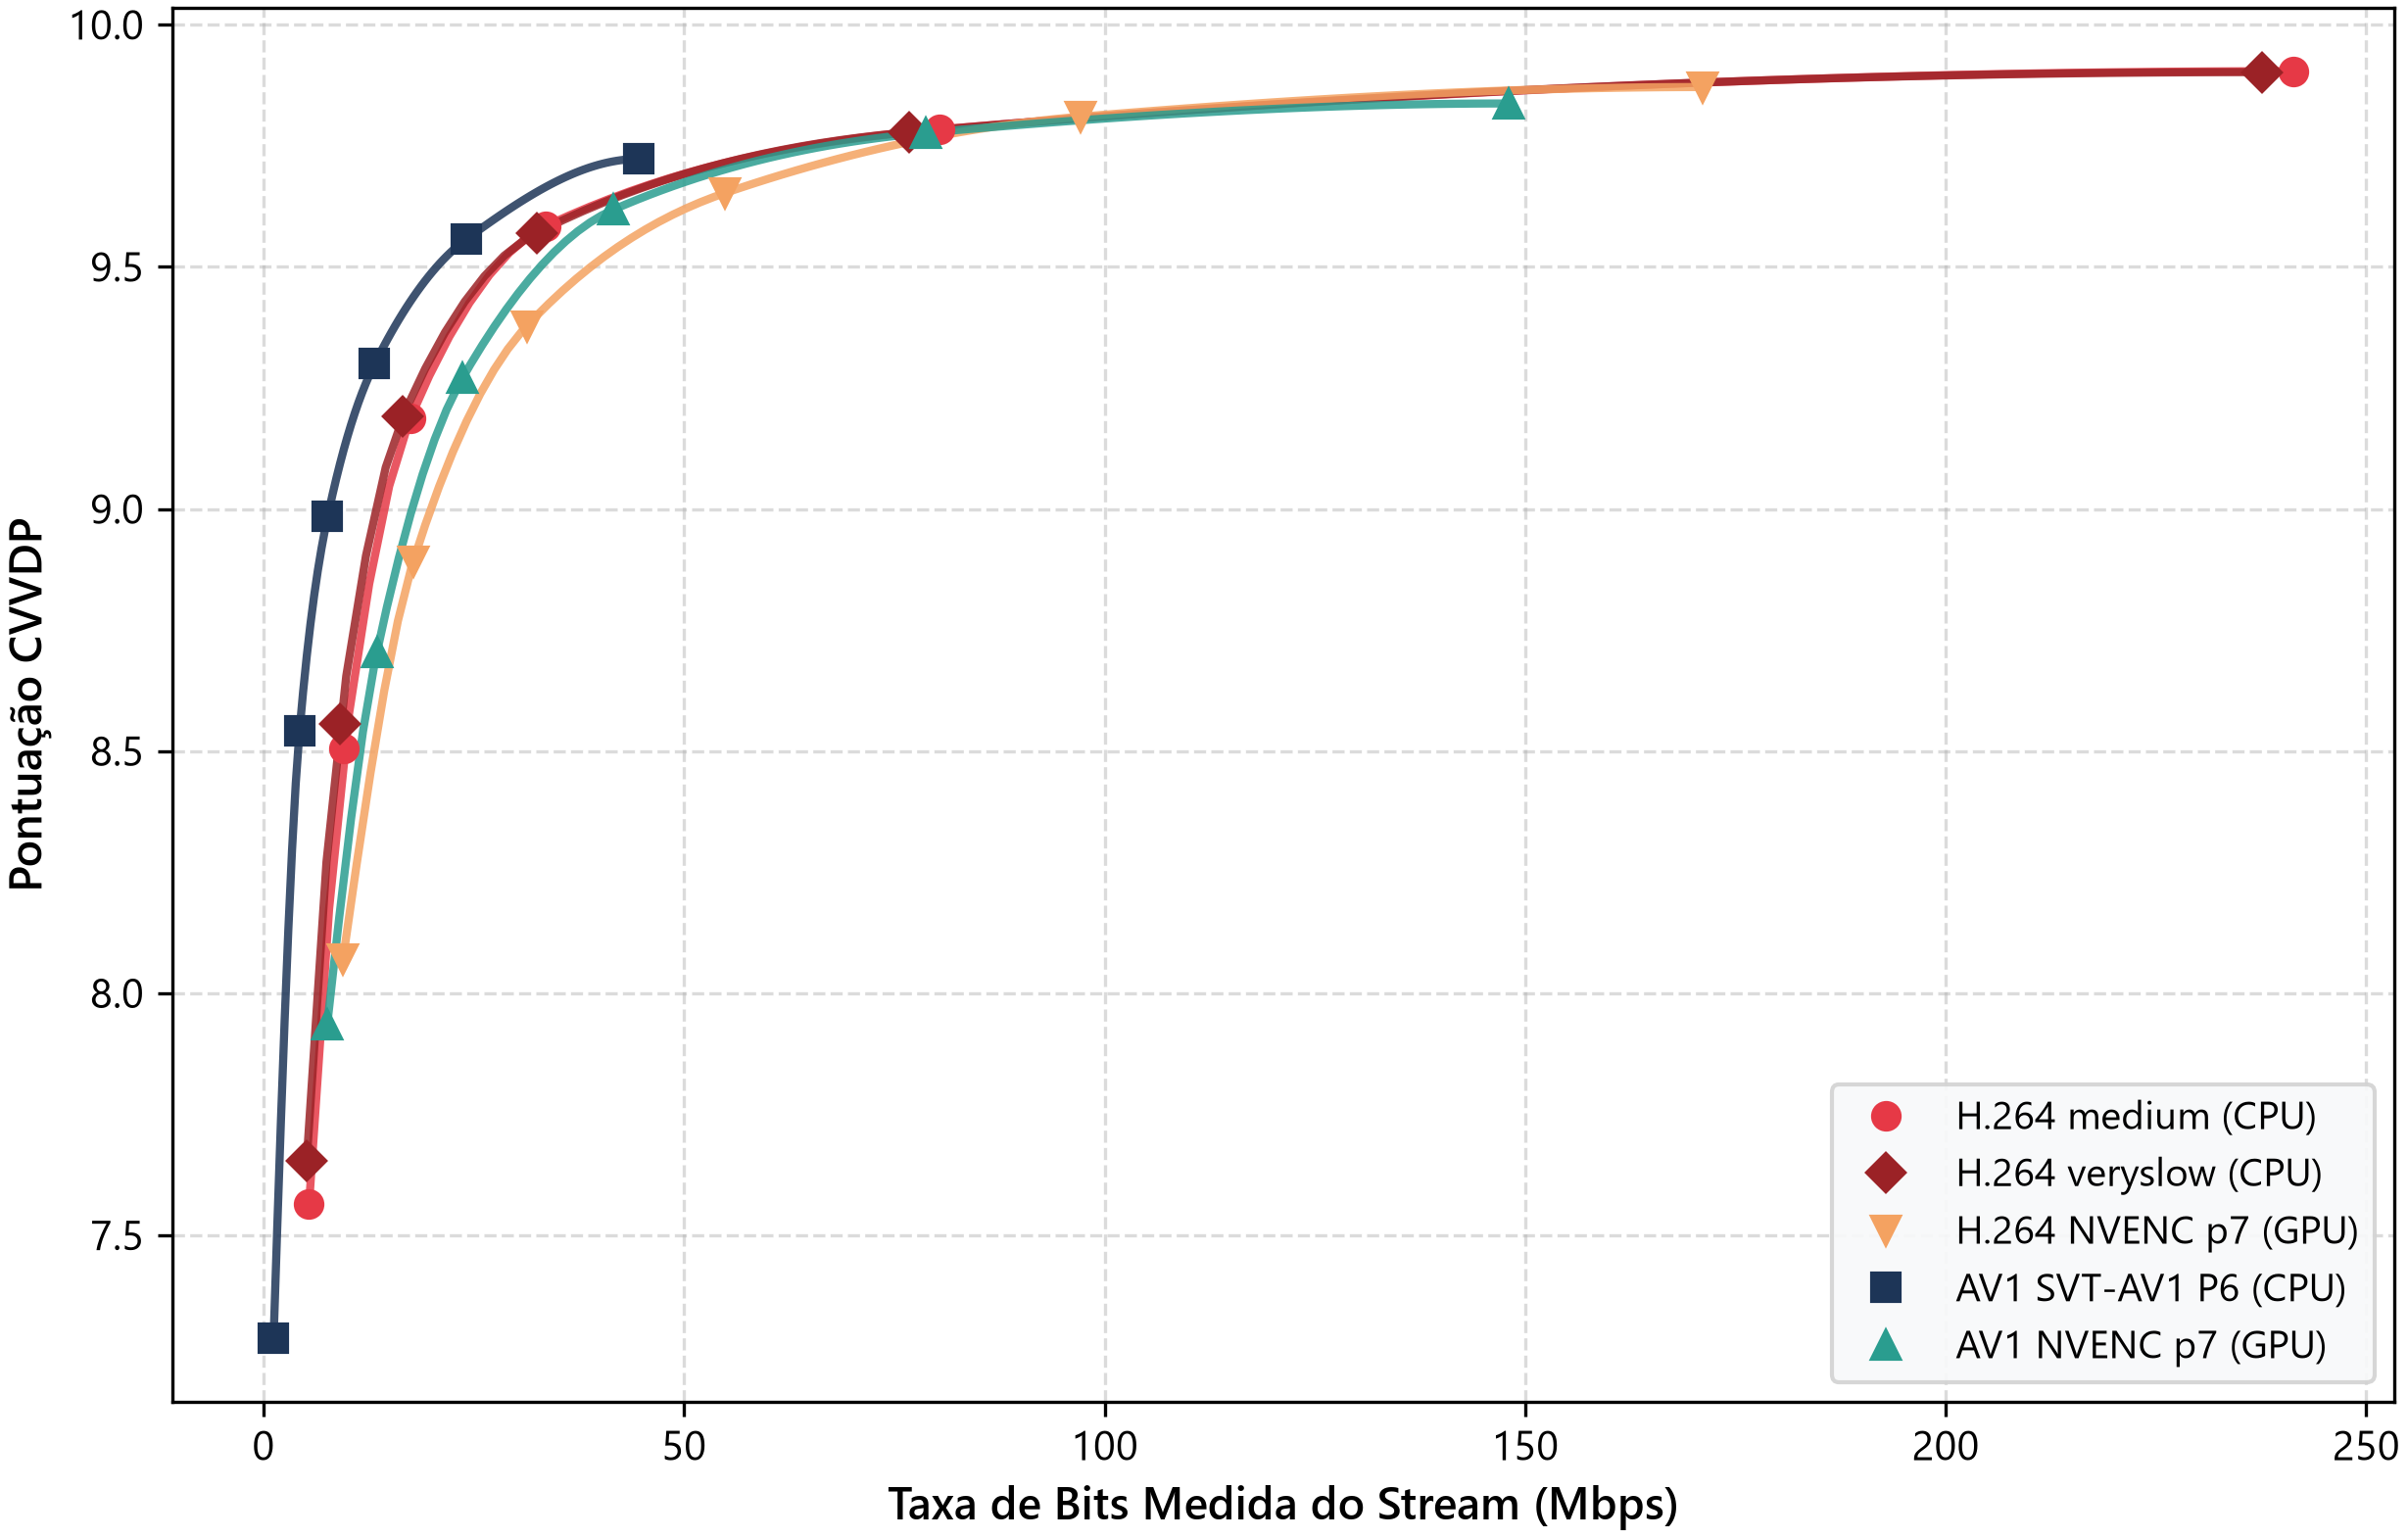 10.0
9.5
9.0
8.5
8.0
7.5
Pontuação CVVDP
0 50 100 150 200 250
Taxa de Bits Medida do Stream (Mbps)
H.264 medium (CPU)
H.264 veryslow (CPU)
H.264 NVENC p7 (GPU)
AV1 SVT-AV1 P6 (CPU)
AV1 NVENC p7 (GPU)